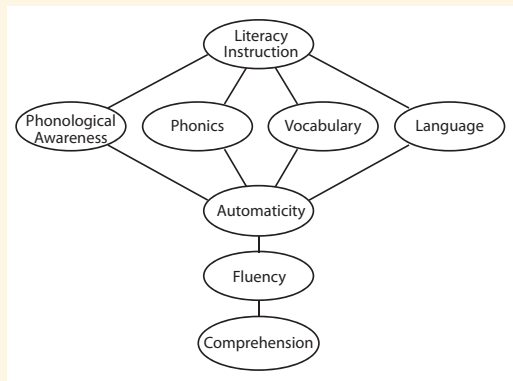 Literacy
Instruction
Phonological
Awareness
Phonics
Vocabulary
Language
Automaticity
Fluency
Comprehension